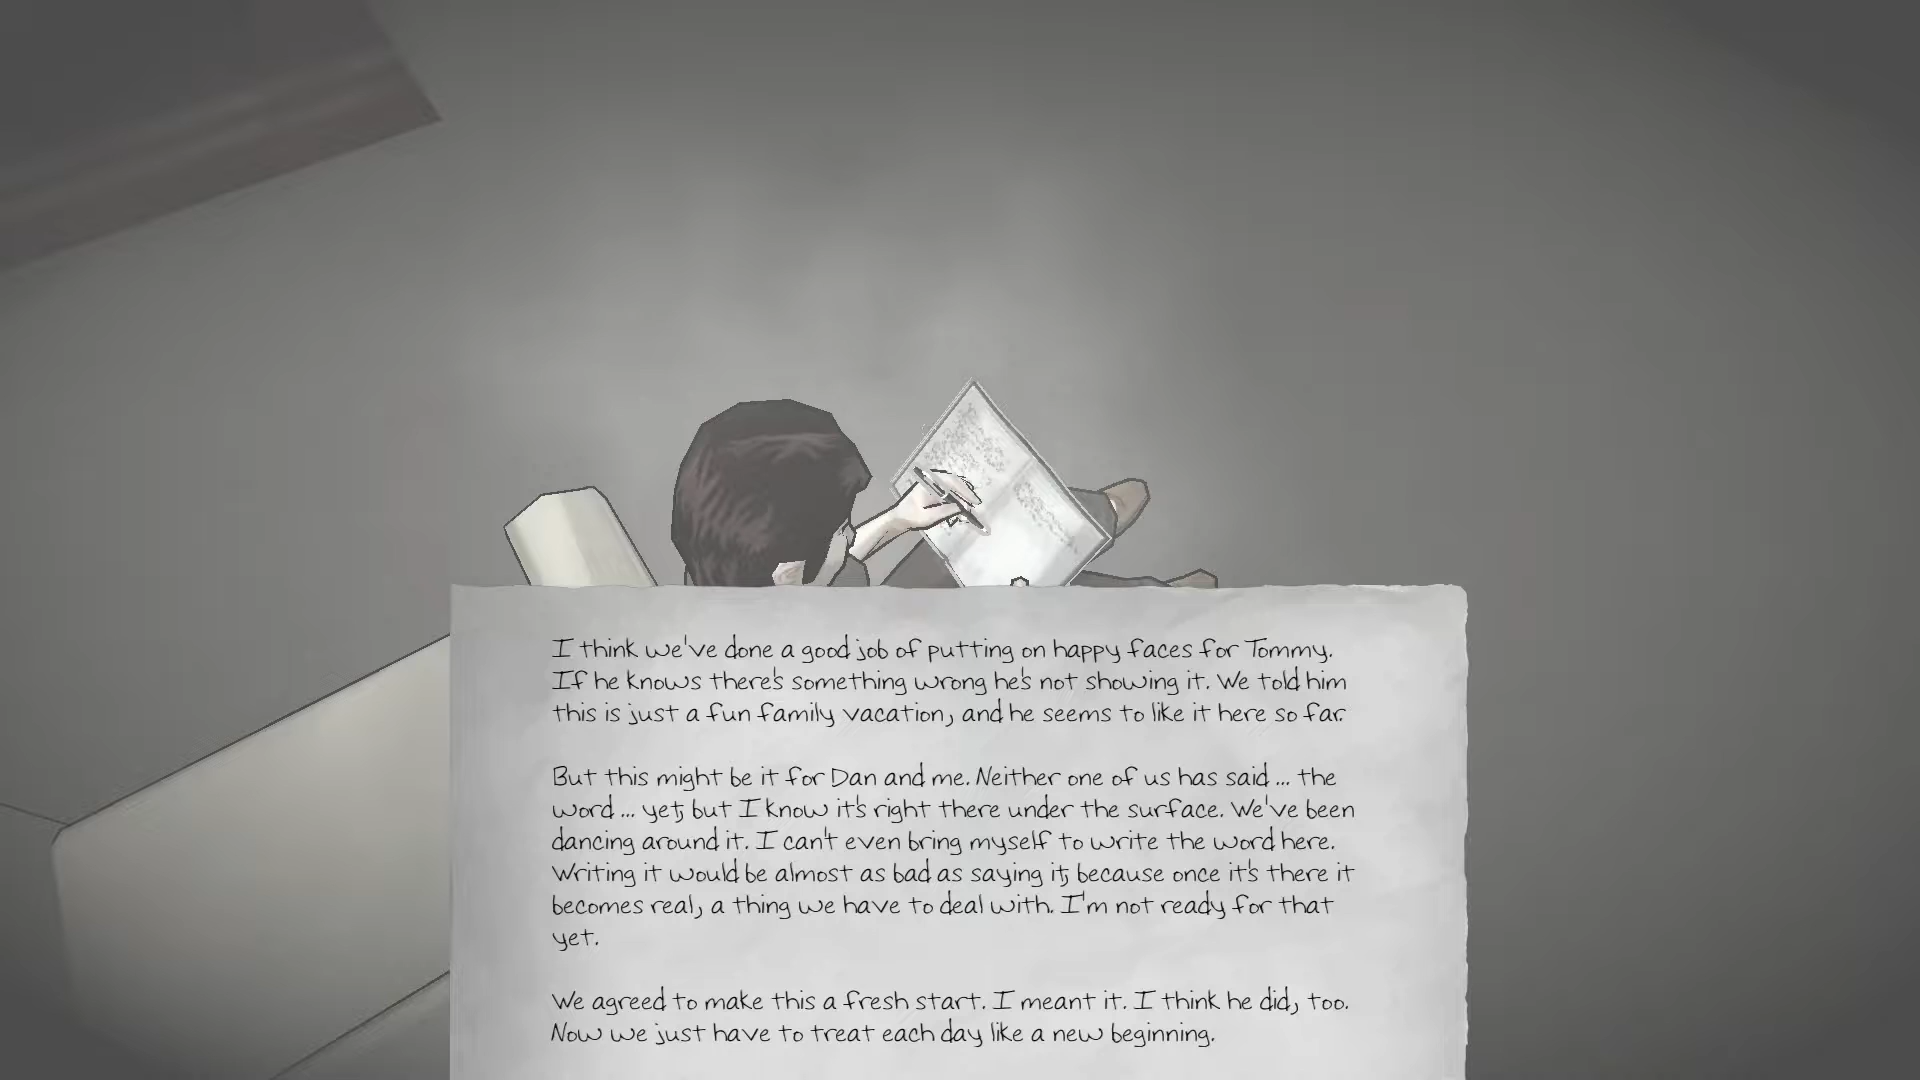 I think we've done a good job of putting on happy faces for Tommy.
If he knows there's something wrong he's not showing it. We told him
this is just a fun family vacation, and he seems to like it here so far.
But this might be it for Dan and me. Neither one of us has said ... the
word ... yet, but I know it's right there under the surface. We've been
dancing around it. I can't even bring myself to write the word here.
Writing it would be almost as bad as saying it, because once it's there it
becomes real, a thing we have to deal with. I'm not ready for that
yet.
We agreed to make this a fresh start. I meant it. I think he did, too.
Now we just have to treat each day like a new beginning.